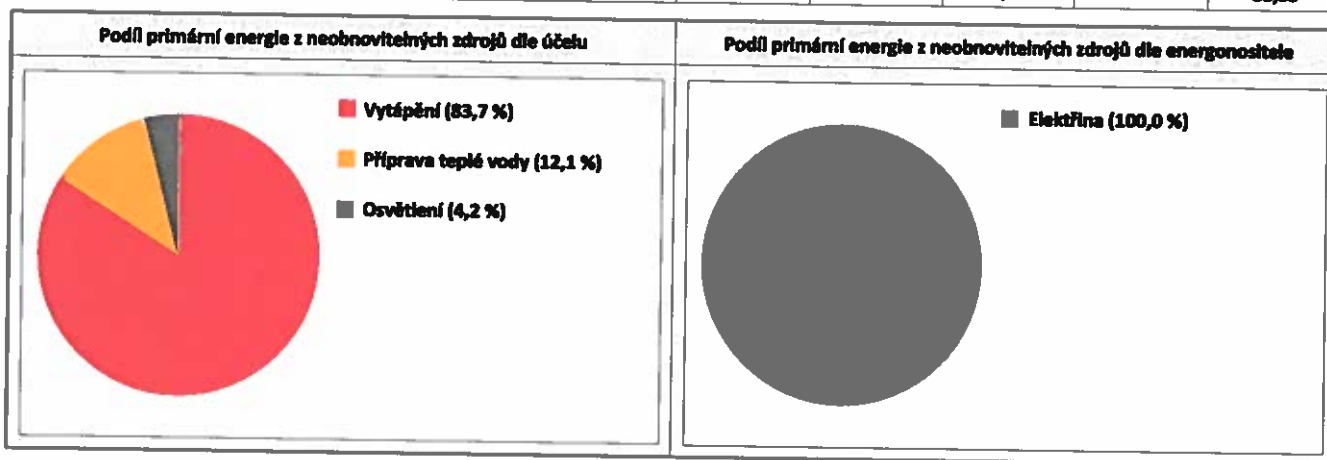 Podíl primární energie z neobnovitelných zdrojů dle účelu
Vytápění (83,7 %)
Příprava teplé vody (12,1 %)
Osvětlení (4,2 %)
Podíl primární energie z neobnovitelných zdrojů dle energonositele
Elektřina (100,0 %)